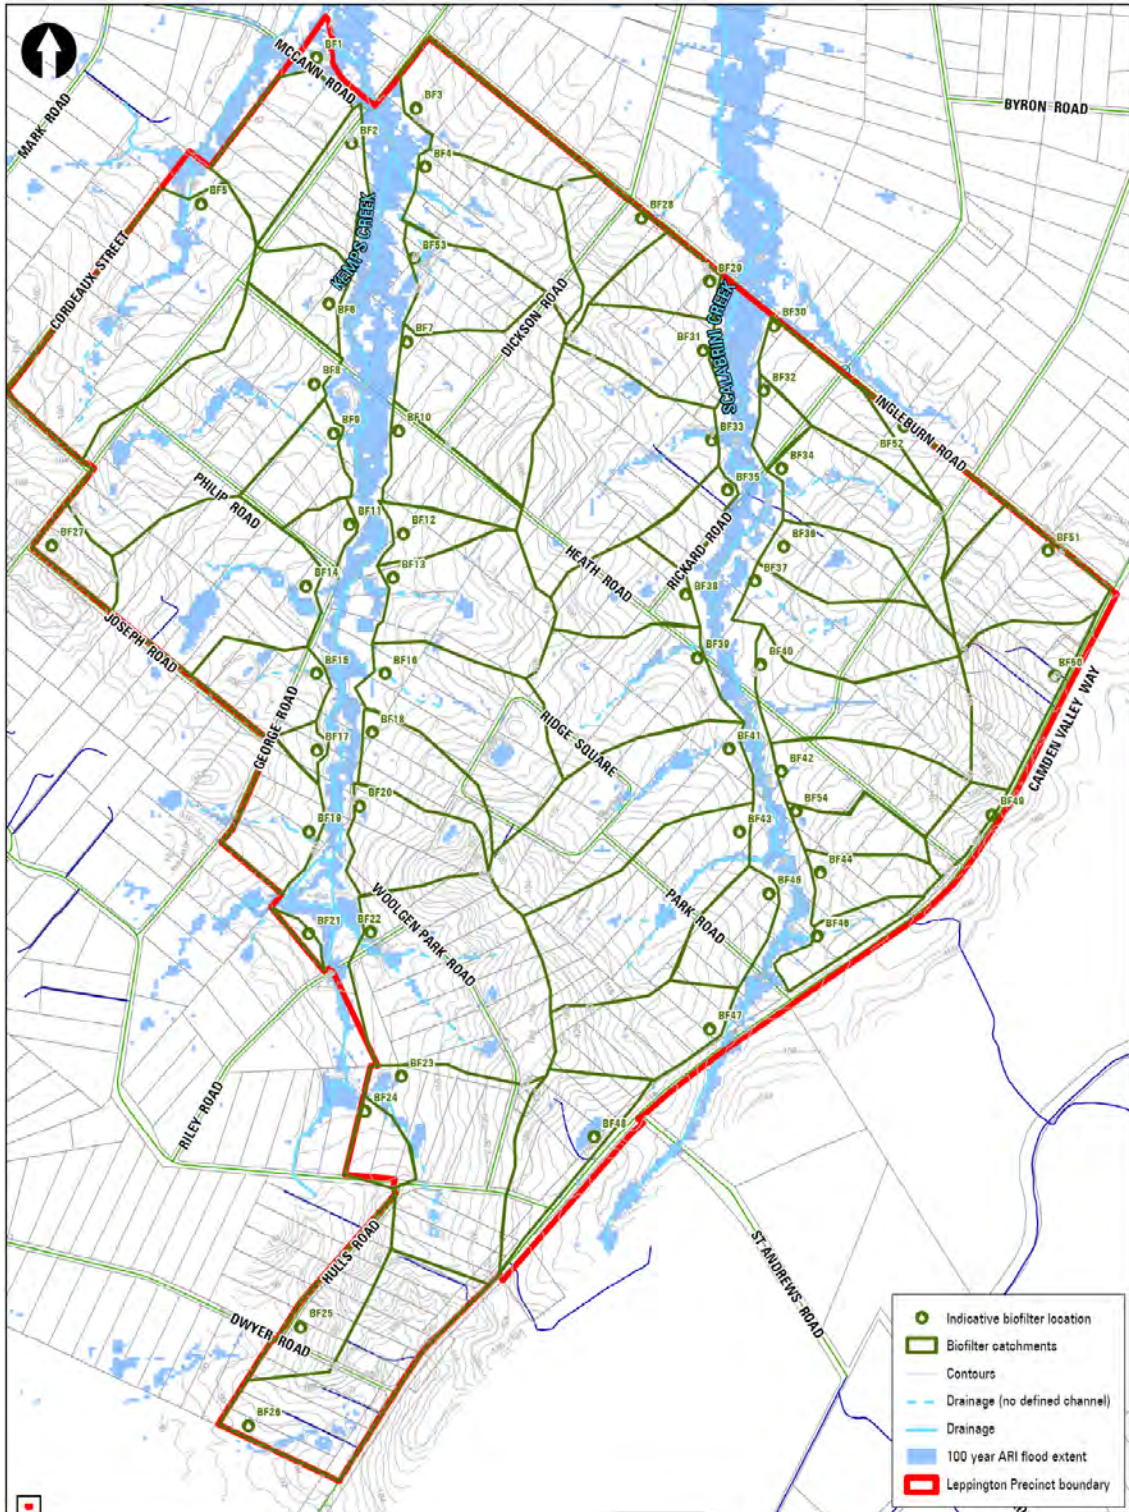 BF1
MCCANN ROAD
BF3
BYRON ROAD
MARK ROAD
BF2
BF4
BF5
BF28
KEMPS CREEK
CORDEAUX STREET
BF53
BF29
BF6
DICKSON ROAD
SCALABRINI CREEK
BF30
BF7
BF31
BF8
BF32
INGLEBURN ROAD
BF9
BF10
BF33
BF52
BF34
PHILIP ROAD
BF35
BF11
BF12
BF27
HEATH ROAD
RICKARD ROAD
BF36
BF51
BF13
BF14
BF37
BF38
JOSEPH ROAD
BF15
BF16
BF39
BF40
BF50
GEORGE ROAD
RIDGE SQUARE
CAMDEN VALLEY WAY
BF18
BF17
BF41
BF42
BF20
BF54
BF49
BF19
BF43
BF44
WOOLGEN PARK ROAD
PARK ROAD
BF45
BF21
BF22
BF46
BF47
BF23
BF24
RILEY ROAD
BF48
ST ANDREWS ROAD
HULLS ROAD
BF25
DWYER ROAD
BF26
Indicative biofilter location
Biofilter catchments
Contours
Drainage (no defined channel)
Drainage
100 year ARI flood extent
Leppington Precinct boundary